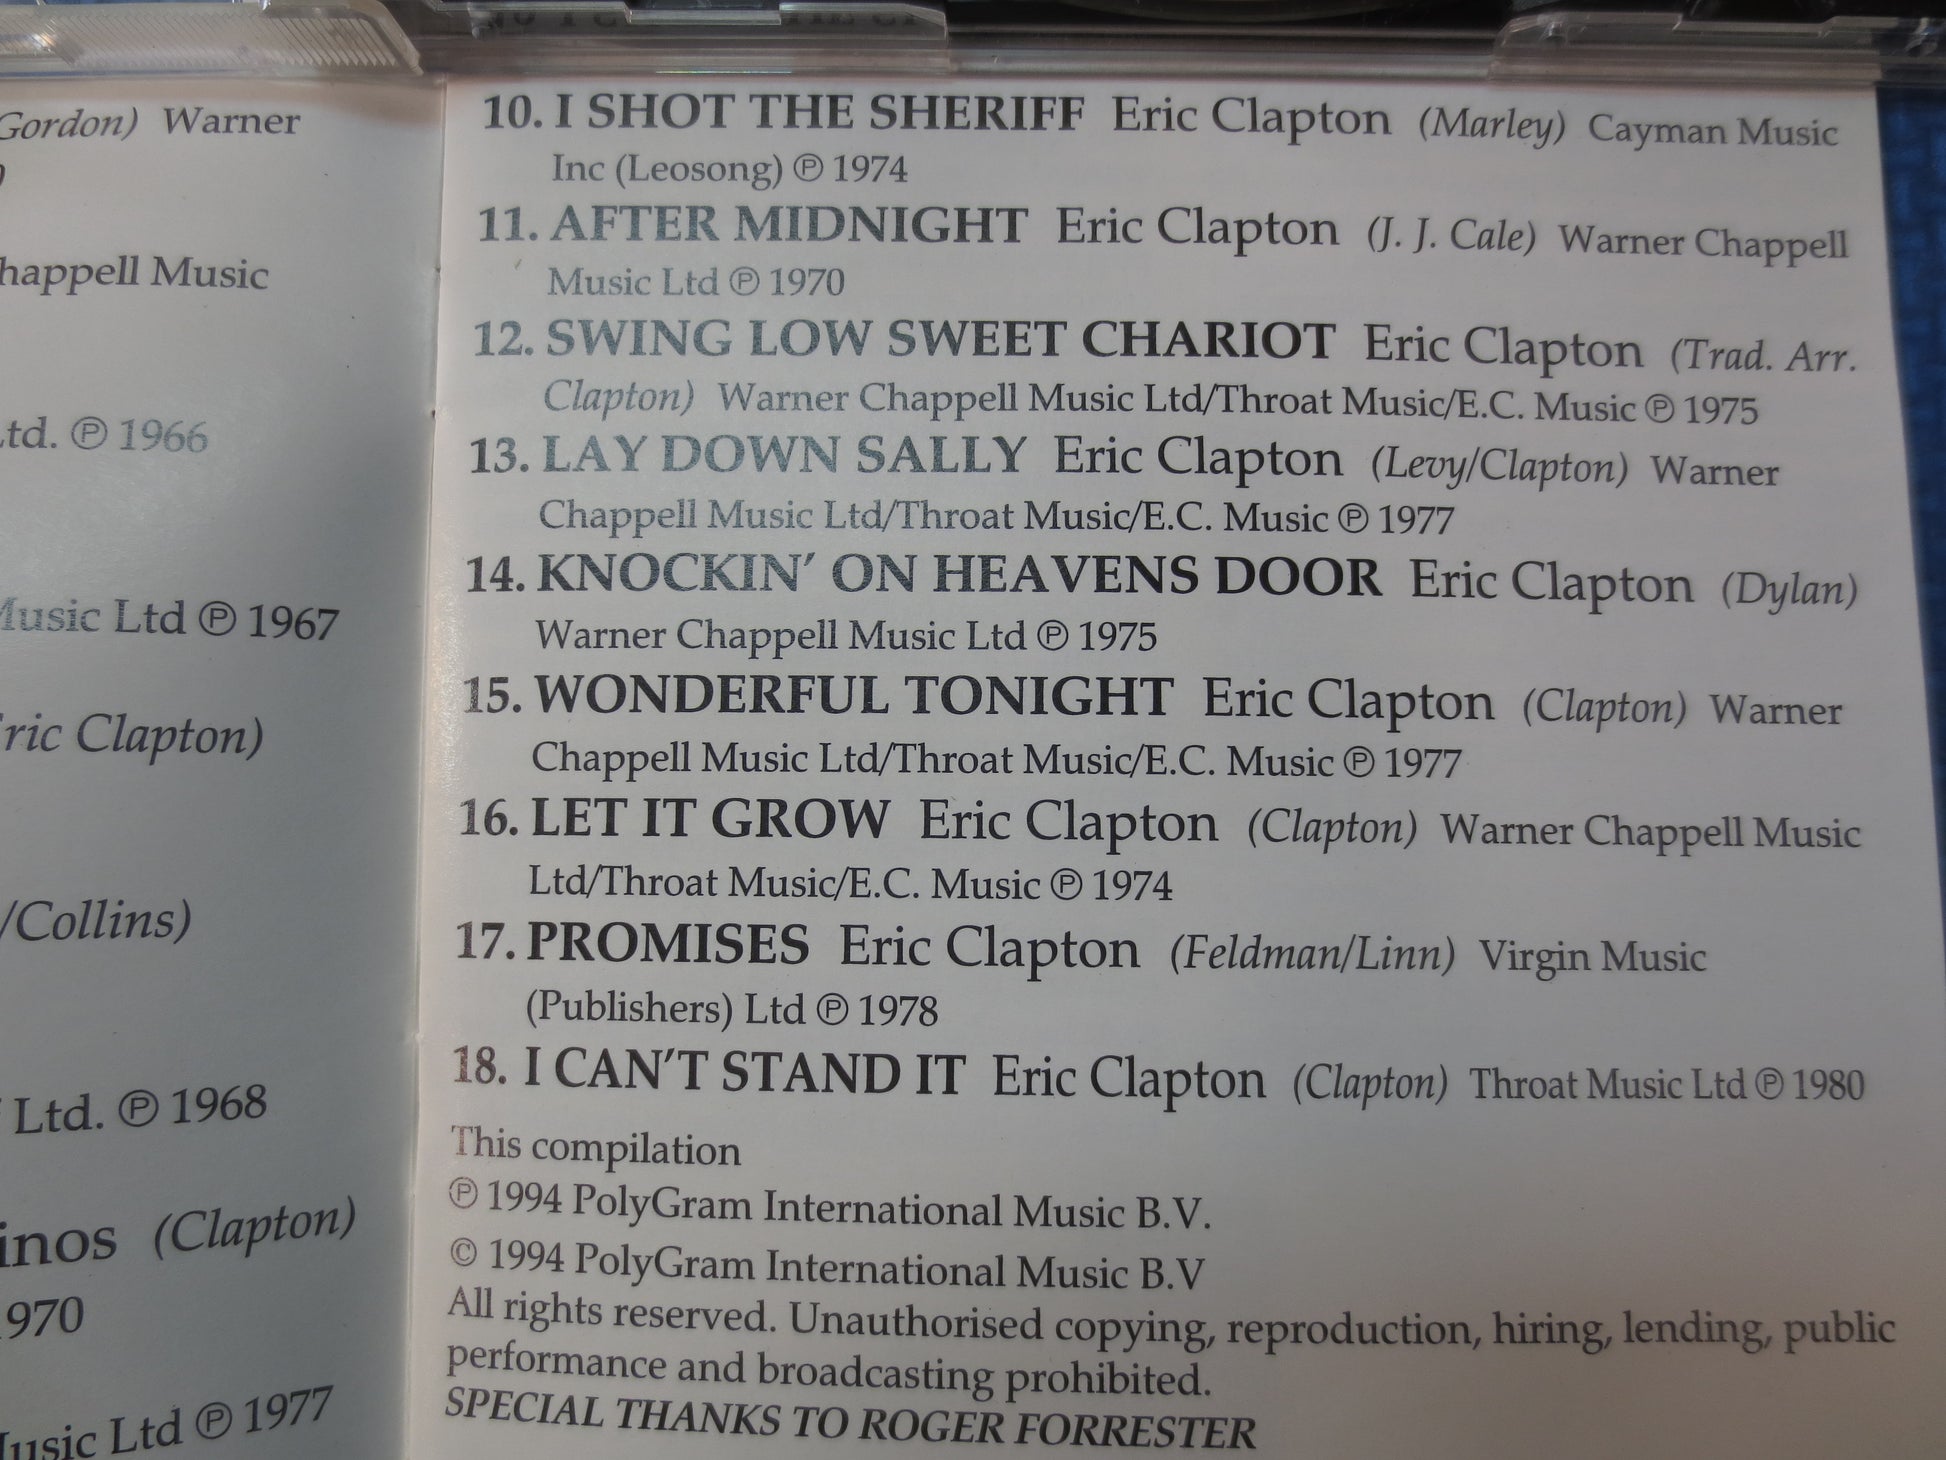 Gordon) Warner
happell Music
td. ℗ 1966
Music Ltd ℗ 1967
ric Clapton)
/Collins)
Ltd. ℗ 1968
inos (Clapton)
1970
Music Ltd ℗ 1977
10. I SHOT THE SHERIFF Eric Clapton (Marley) Cayman Music
Inc (Leosong) ℗ 1974
11. AFTER MIDNIGHT Eric Clapton (J. J. Cale) Warner Chappell
Music Ltd ℗ 1970
12. SWING LOW SWEET CHARIOT Eric Clapton (Trad. Arr.
Clapton) Warner Chappell Music Ltd/Throat Music/E.C. Music ℗ 1975
13. LAY DOWN SALLY Eric Clapton (Levy/Clapton) Warner
Chappell Music Ltd/Throat Music/E.C. Music ℗ 1977
14. KNOCKIN' ON HEAVENS DOOR Eric Clapton (Dylan)
Warner Chappell Music Ltd ℗ 1975
15. WONDERFUL TONIGHT Eric Clapton (Clapton) Warner
Chappell Music Ltd/Throat Music/E.C. Music ℗ 1977
16. LET IT GROW Eric Clapton (Clapton) Warner Chappell Music
Ltd/Throat Music/E.C. Music ℗ 1974
17. PROMISES Eric Clapton (Feldman/Linn) Virgin Music
(Publishers) Ltd ℗ 1978
18. I CAN'T STAND IT Eric Clapton (Clapton) Throat Music Ltd ℗ 1980
This compilation
℗ 1994 PolyGram International Music B.V.
© 1994 PolyGram International Music B.V
All rights reserved. Unauthorised copying, reproduction, hiring, lending, public
performance and broadcasting prohibited.
SPECIAL THANKS TO ROGER FORRESTER